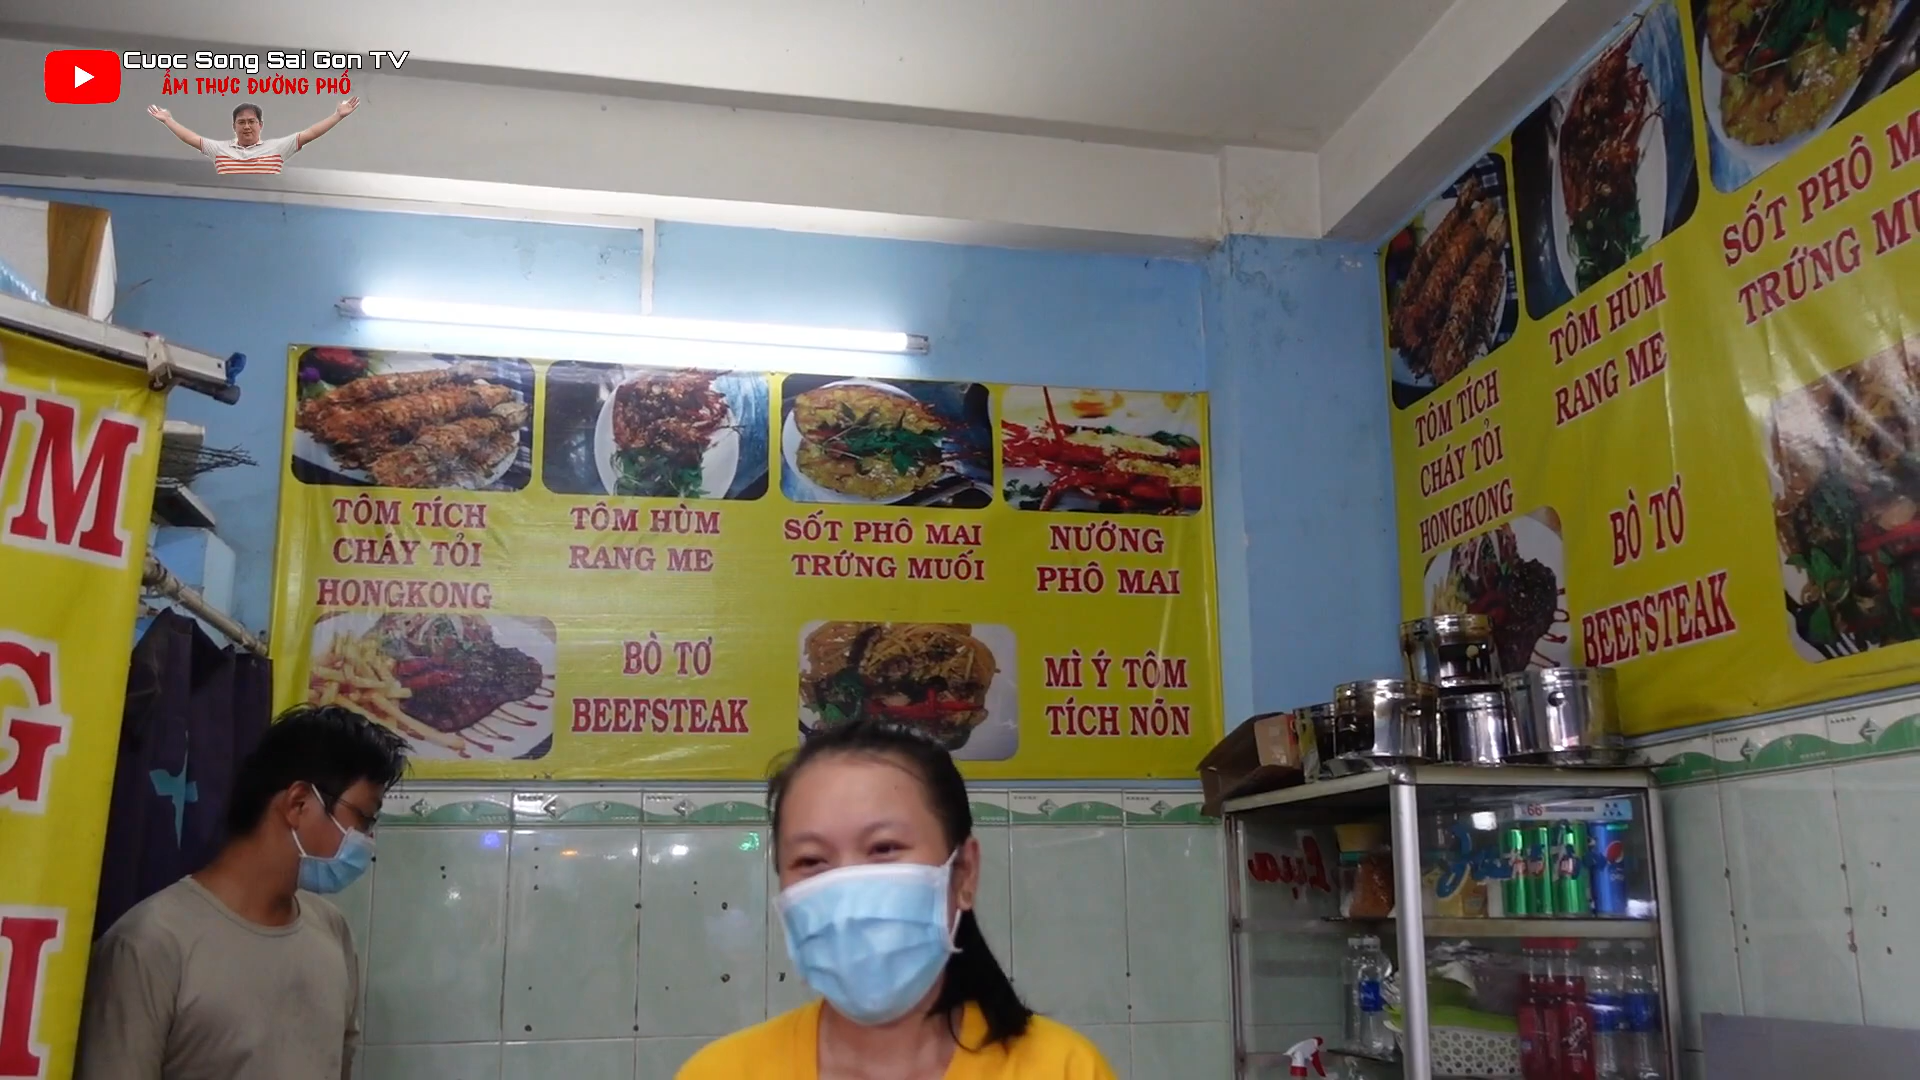 Cuoc Song Sai Gon TV
ẨM THỰC ĐƯỜNG PHỐ
TÔM TÍCH
CHÁY TỎI
HONGKONG
TÔM HÙM
RANG ME
SỐT PHÔ MAI
TRỨNG MUỐI
NƯỚNG
PHÔ MAI
BÒ TƠ
BEEFSTEAK
MÌ Ý TÔM
TÍCH NÕN
TÔM TÍCH
CHÁY TỎI
HONGKONG
TÔM HÙM
RANG ME
SỐT PHÔ M
TRỨNG MU
BÒ TƠ
BEEFSTEAK
M
G
I